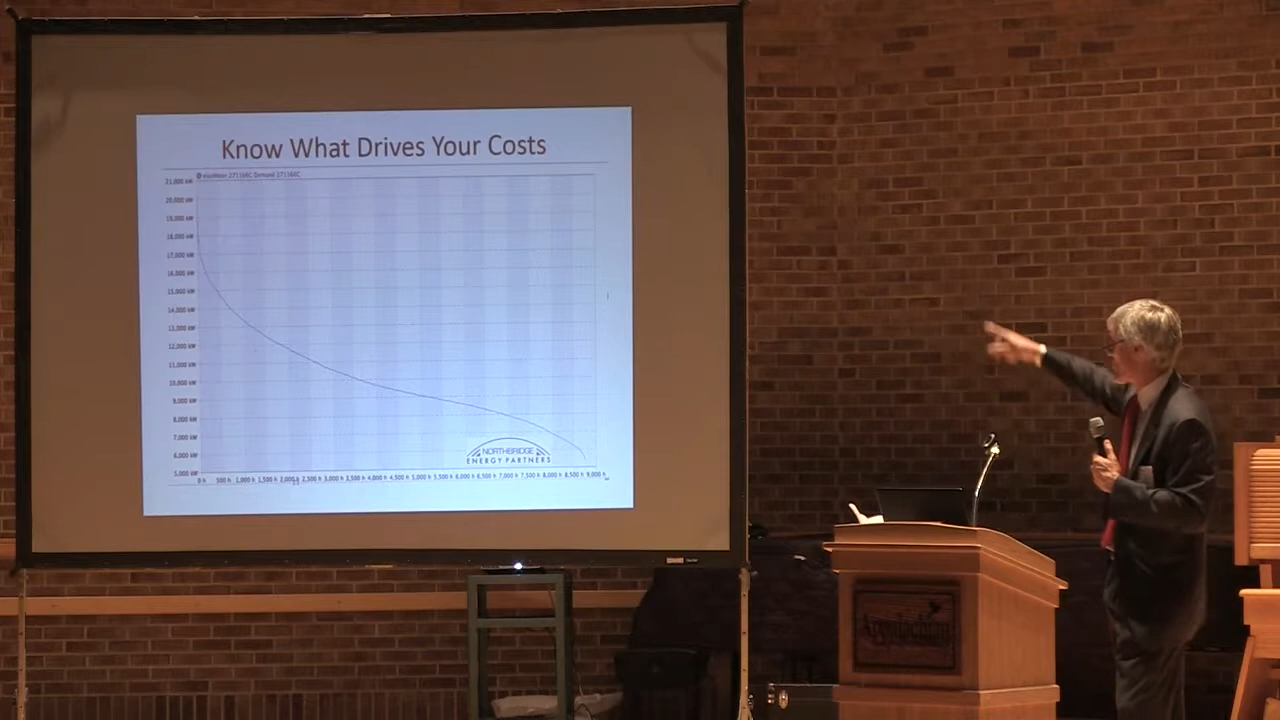 Know What Drives Your Costs
elusMeter 271166C Demand 271166C
21,000 kW
20,000 kW
19,000 kW
18,000 kW
17,000 kW
16,000 kW
15,000 kW
14,000 kW
13,000 kW
12,000 kW
11,000 kW
10,000 kW
9,000 kW
8,000 kW
7,000 kW
6,000 kW
5,000 kW
NORTHBRIDGE
ENERGY PARTNERS
0 h 500 h 1,000 h 1,500 h 2,000 h 2,500 h 3,000 h 3,500 h 4,000 h 4,500 h 5,000 h 5,500 h 6,000 h 6,500 h 7,000 h 7,500 h 8,000 h 8,500 h 9,000 h
Appalachian